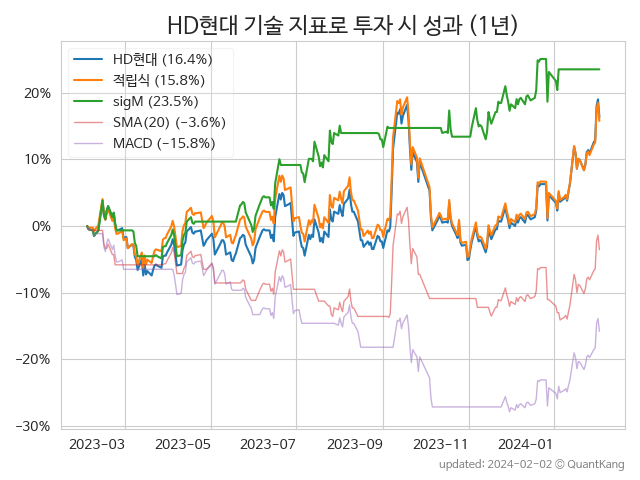 HD현대 기술 지표로 투자 시 성과 (1년)
HD현대 (16.4%)
적립식 (15.8%)
sigM (23.5%)
SMA(20) (−3.6%)
MACD (−15.8%)
20%
10%
0%
−10%
−20%
−30%
2023-03 2023-05 2023-07 2023-09 2023-11 2024-01
updated: 2024-02-02 © QuantKang